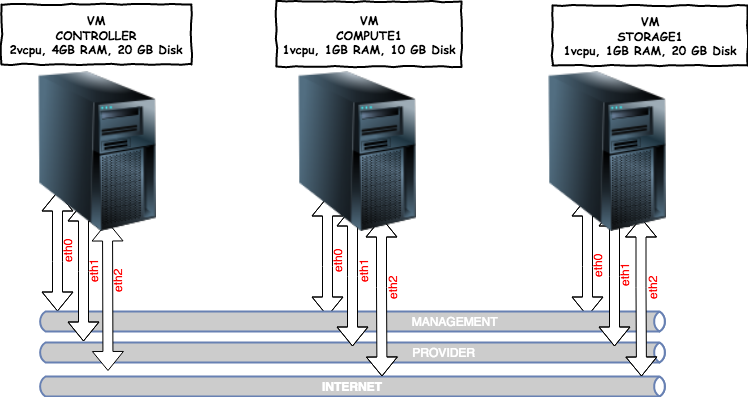 VM
CONTROLLER
2vcpu, 4GB RAM, 20 GB Disk
VM
COMPUTE1
1vcpu, 1GB RAM, 10 GB Disk
VM
STORAGE1
1vcpu, 1GB RAM, 20 GB Disk
eth0
eth1
eth2
eth0
eth1
eth2
eth0
eth1
eth2
MANAGEMENT
PROVIDER
INTERNET